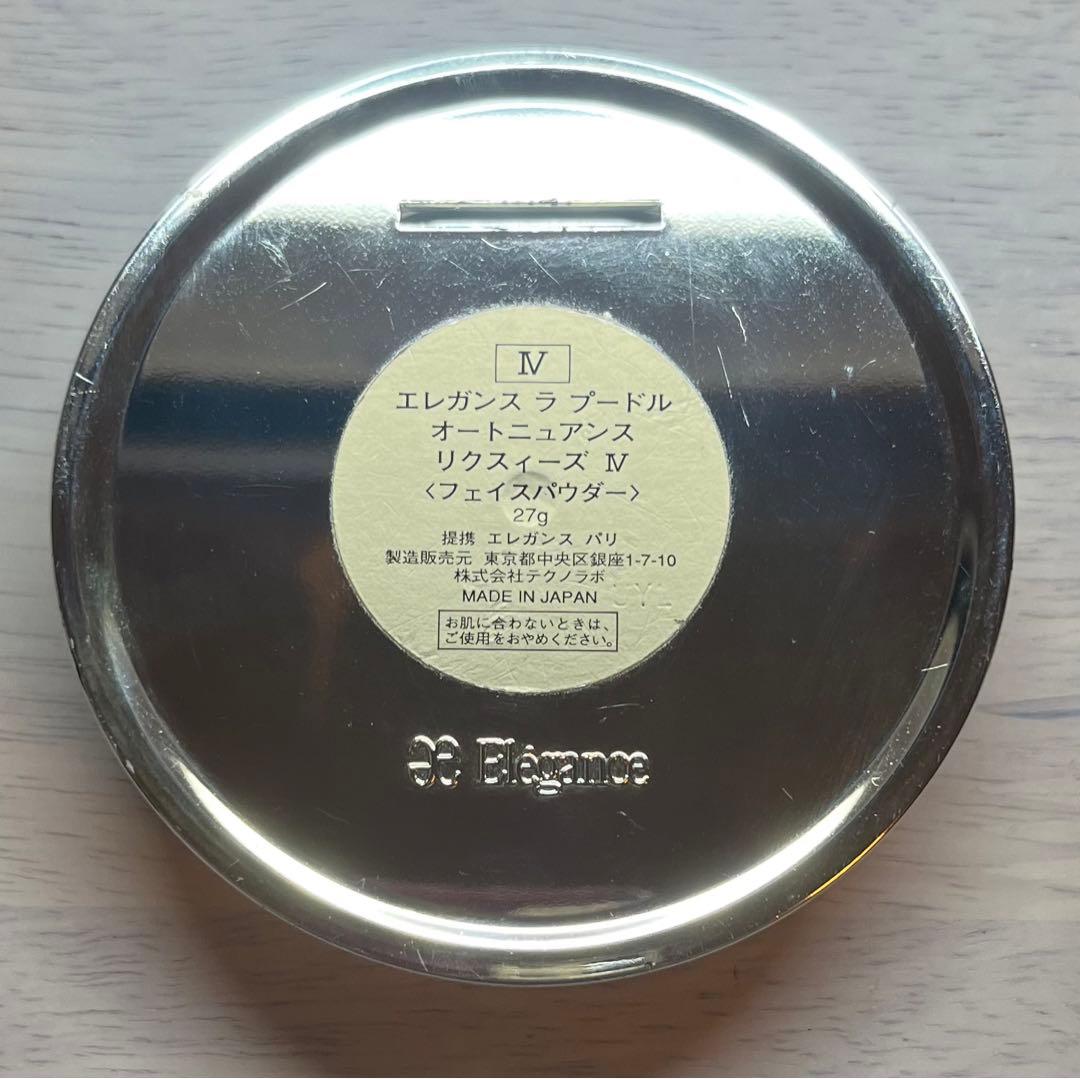 Ⅳ
エレガンス ラ プードル
オートニュアンス
リクスィーズ Ⅳ
〈フェイスパウダー〉
27g
提携 エレガンス パリ
製造販売元 東京都中央区銀座1-7-10
株式会社テクノラボ
MADE IN JAPAN
お肌に合わないときは、
ご使用をおやめください。
Elégance